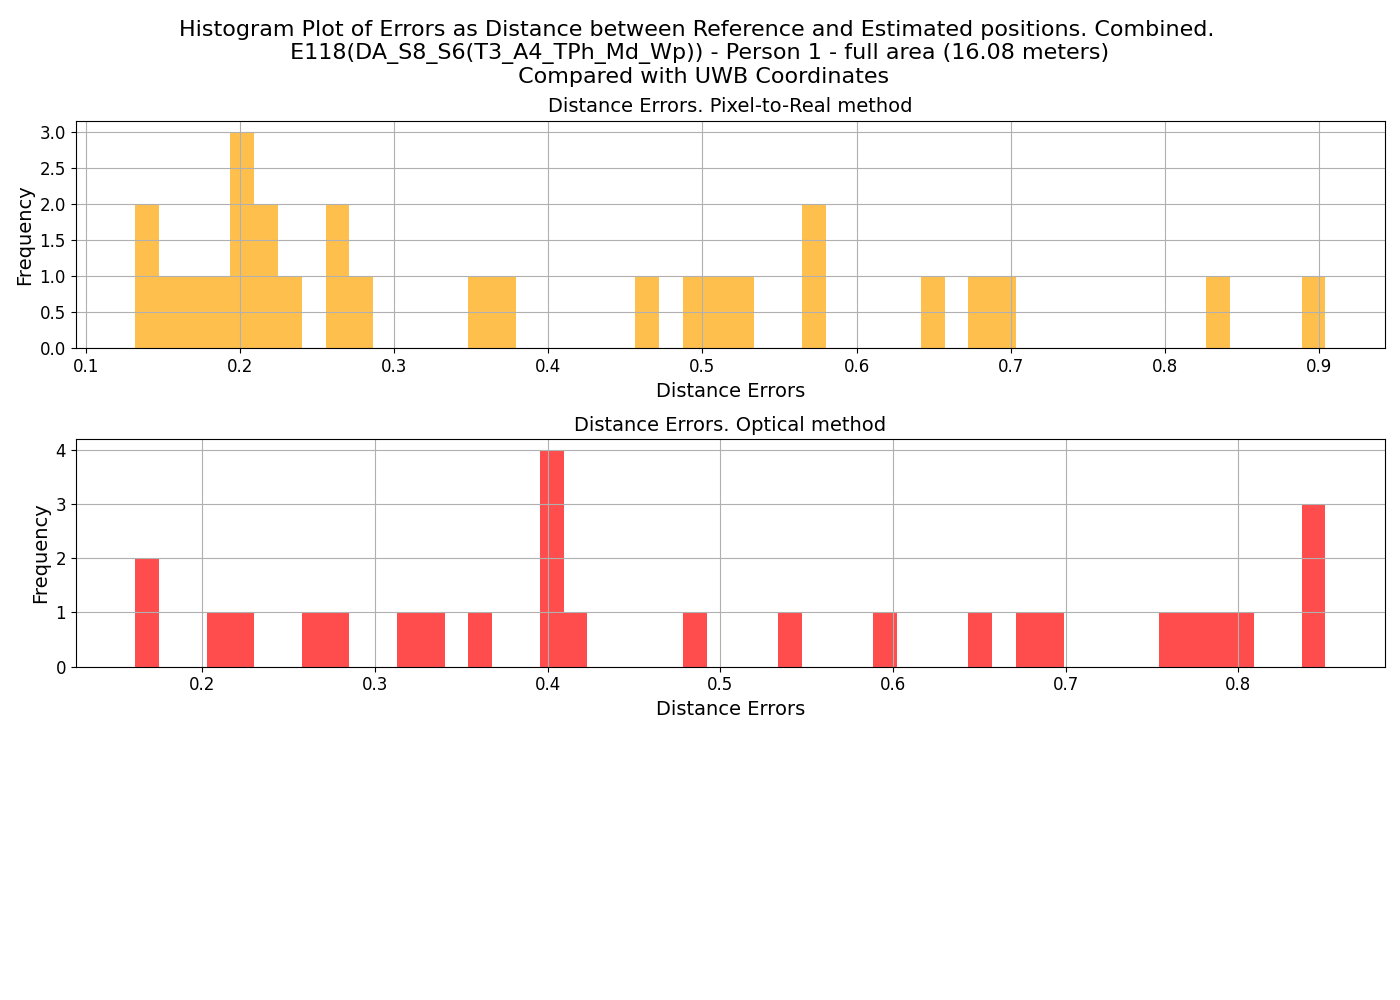 Histogram Plot of Errors as Distance between Reference and Estimated positions. Combined.
E118(DA_S8_S6(T3_A4_TPh_Md_Wp)) - Person 1 - full area (16.08 meters)
Compared with UWB Coordinates
Distance Errors. Pixel-to-Real method
Frequency
3.0
2.5
2.0
1.5
1.0
0.5
0.0
0.1 0.2 0.3 0.4 0.5 0.6 0.7 0.8 0.9
Distance Errors
Distance Errors. Optical method
Frequency
4
3
2
1
0
0.2 0.3 0.4 0.5 0.6 0.7 0.8
Distance Errors